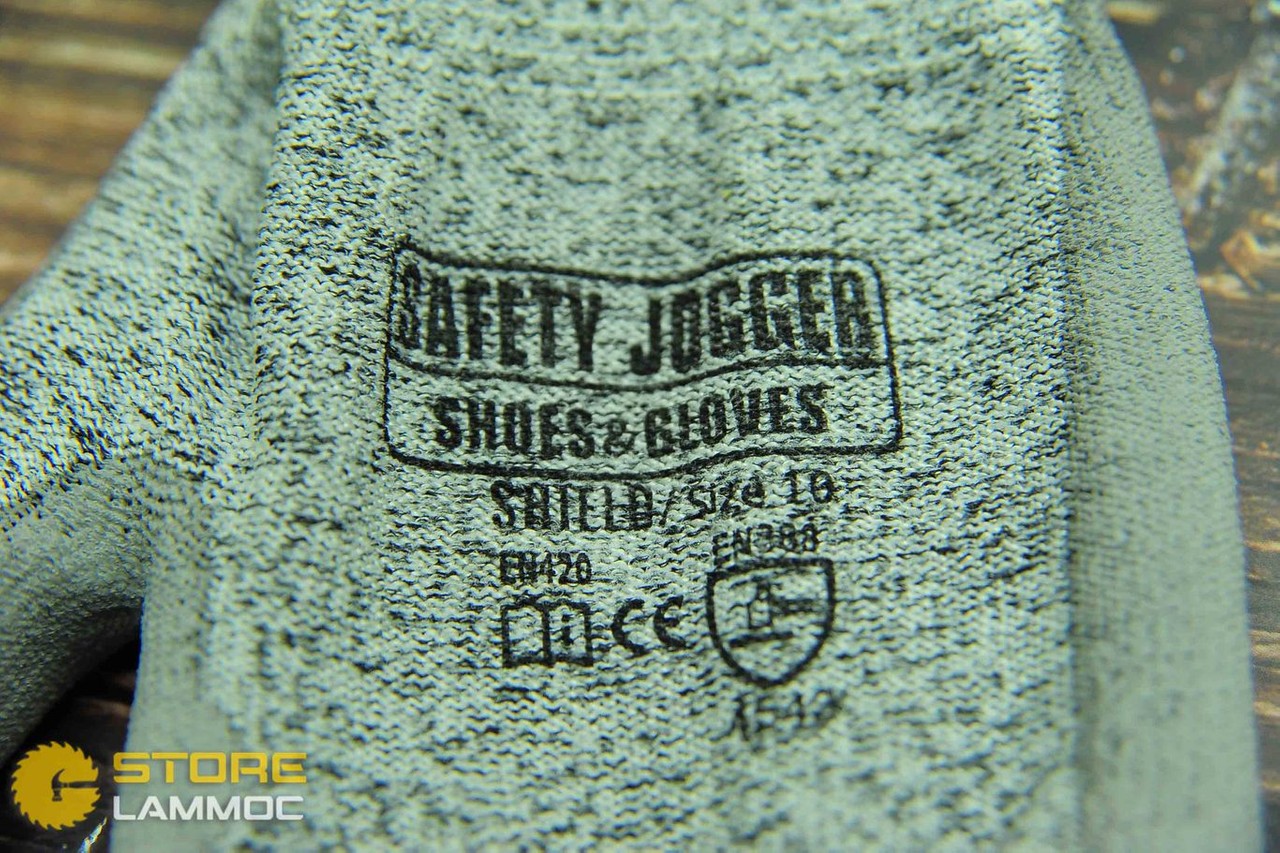 SAFETY JOGGER
SHOES & GLOVES
SHIELD / Size 10
EN388
EN420
i
CE
STORE
LAMMOC